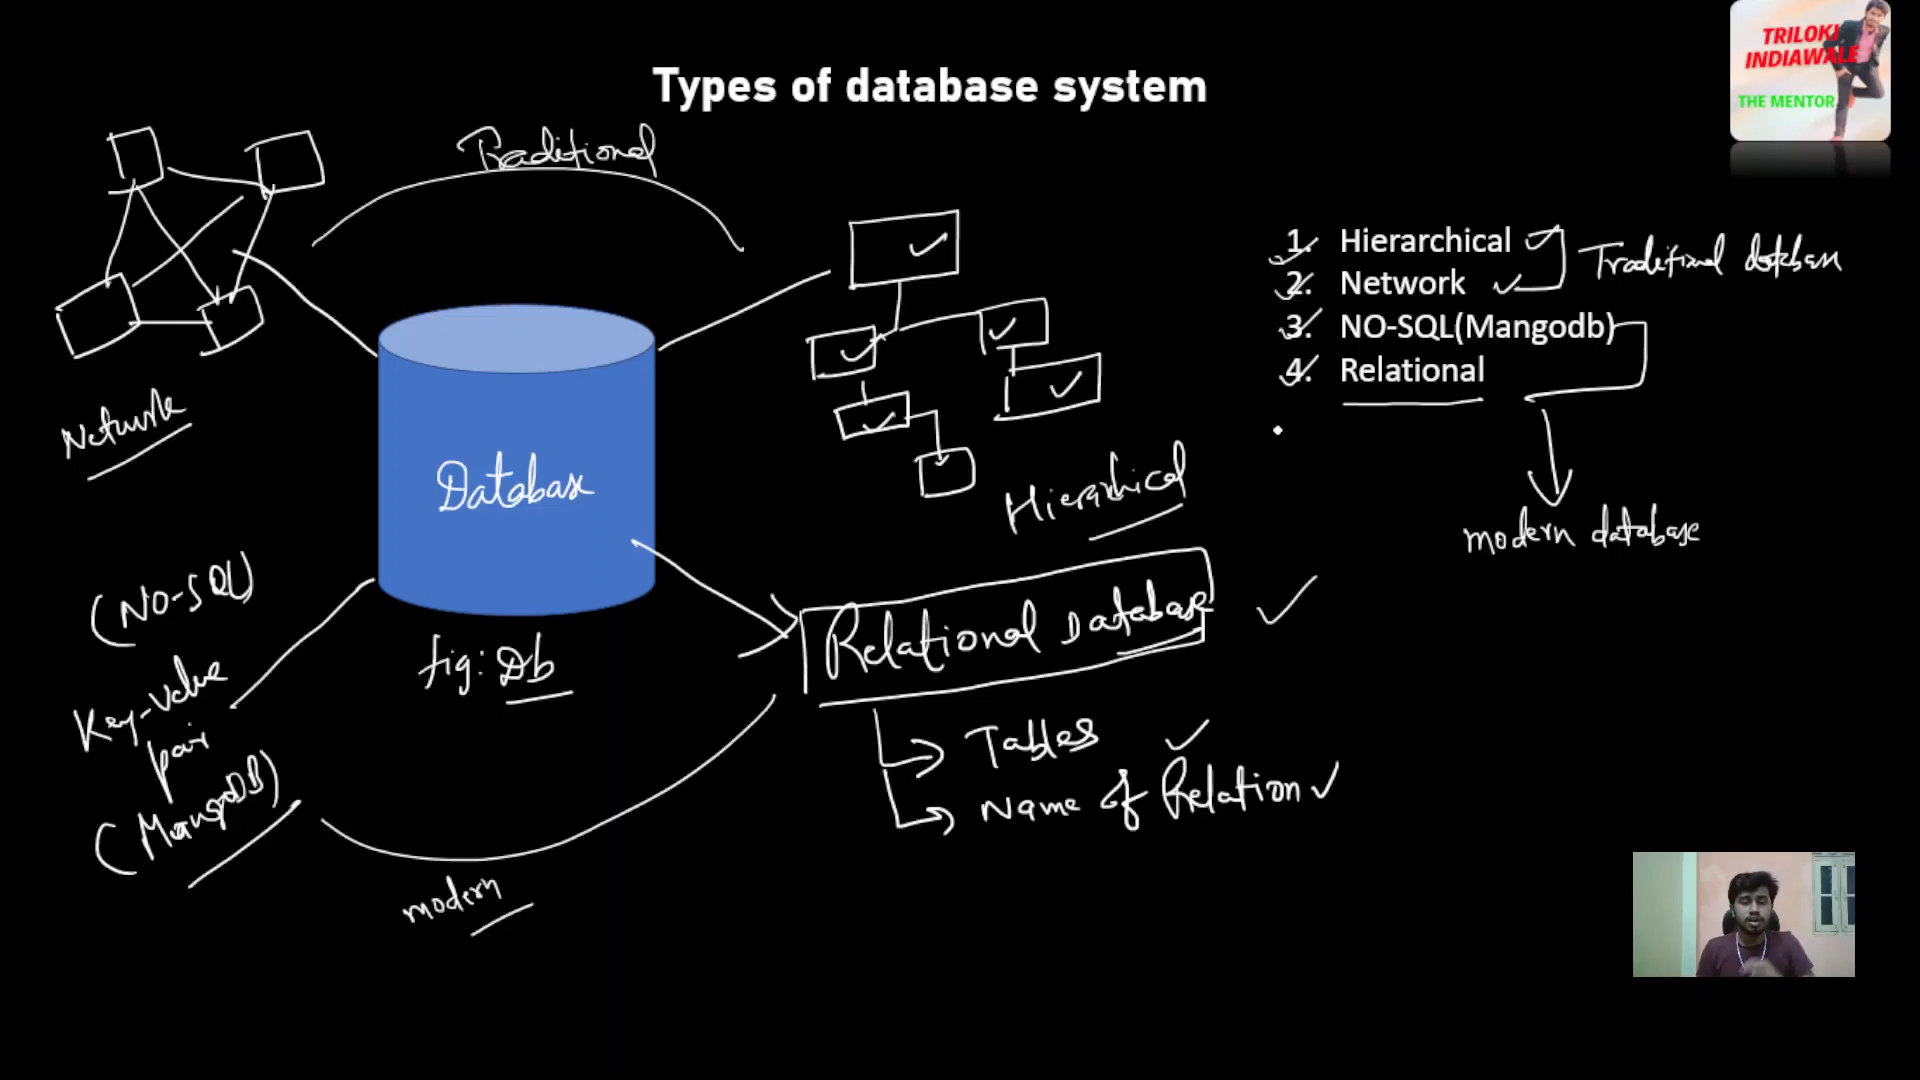 Types of database system
TRILOKI
INDIAWALE
THE MENTOR
Traditional
1. Hierarchical
2. Network
3. NO-SQL(Mangodb)
4. Relational
Traditional database
modern database
Network
Database
Hierarchical
(NO-SQL)
Key-value
pair
(MangoDB)
fig: Db
Relational Database
Tables
Name of Relation
modern